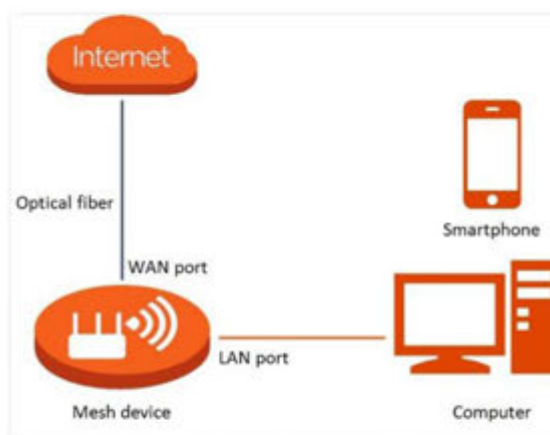 Internet
Optical fiber
Smartphone
WAN port
LAN port
Mesh device
Computer